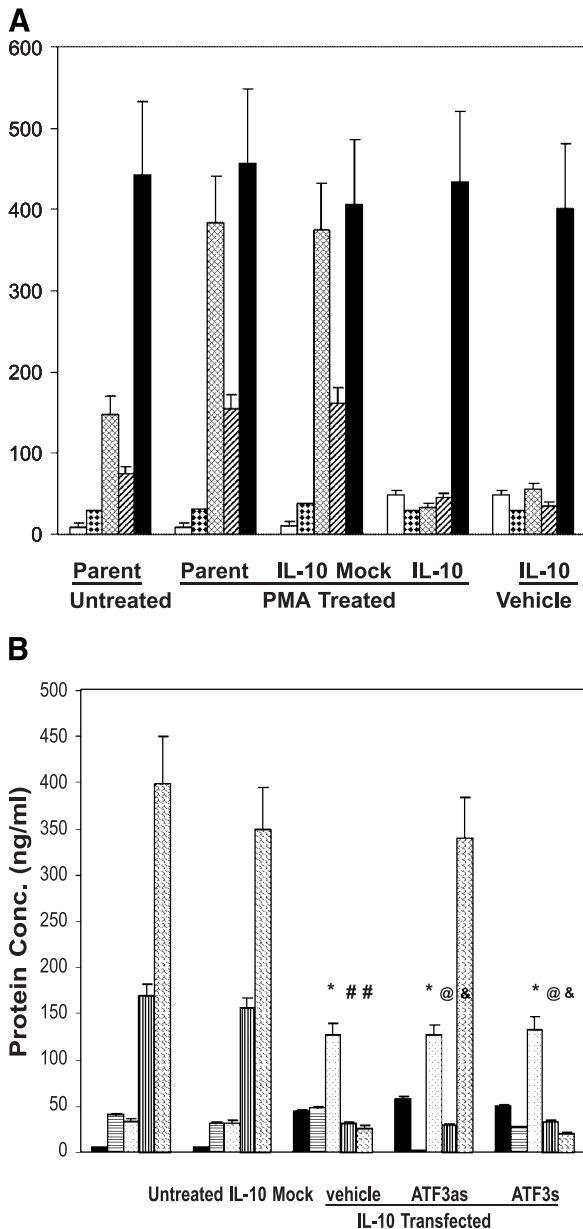 A
600
500
400
300
200
100
0
Parent Parent IL-10 Mock IL-10 IL-10
Untreated PMA Treated Vehicle
B
Protein Conc. (ng/ml)
500
450
400
350
300
250
200
150
100
50
0
* # # * @ & * @ &
Untreated IL-10 Mock vehicle ATF3as ATF3s
IL-10 Transfected